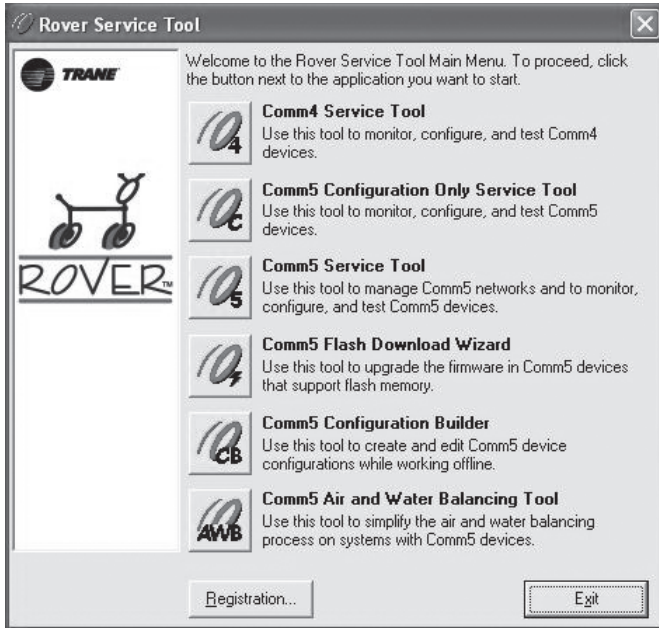 Rover Service Tool
TRANE
ROVER™
Welcome to the Rover Service Tool Main Menu. To proceed, click
the button next to the application you want to start.
4
Comm4 Service Tool
Use this tool to monitor, configure, and test Comm4
devices.
C
Comm5 Configuration Only Service Tool
Use this tool to monitor, configure, and test Comm5
devices.
5
Comm5 Service Tool
Use this tool to manage Comm5 networks and to monitor,
configure, and test Comm5 devices.
Comm5 Flash Download Wizard
Use this tool to upgrade the firmware in Comm5 devices
that support flash memory.
CB
Comm5 Configuration Builder
Use this tool to create and edit Comm5 device
configurations while working offline.
AWB
Comm5 Air and Water Balancing Tool
Use this tool to simplify the air and water balancing
process on systems with Comm5 devices.
Registration...
Exit